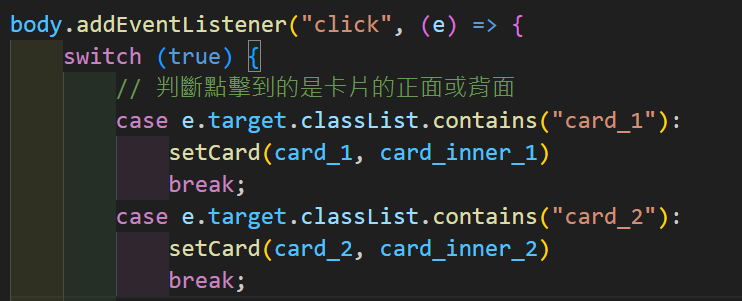 body.addEventListener("click", (e) => {
switch (true) {
// 判斷點擊到的是卡片的正面或背面
case e.target.classList.contains("card_1"):
setCard(card_1, card_inner_1)
break;
case e.target.classList.contains("card_2"):
setCard(card_2, card_inner_2)
break;